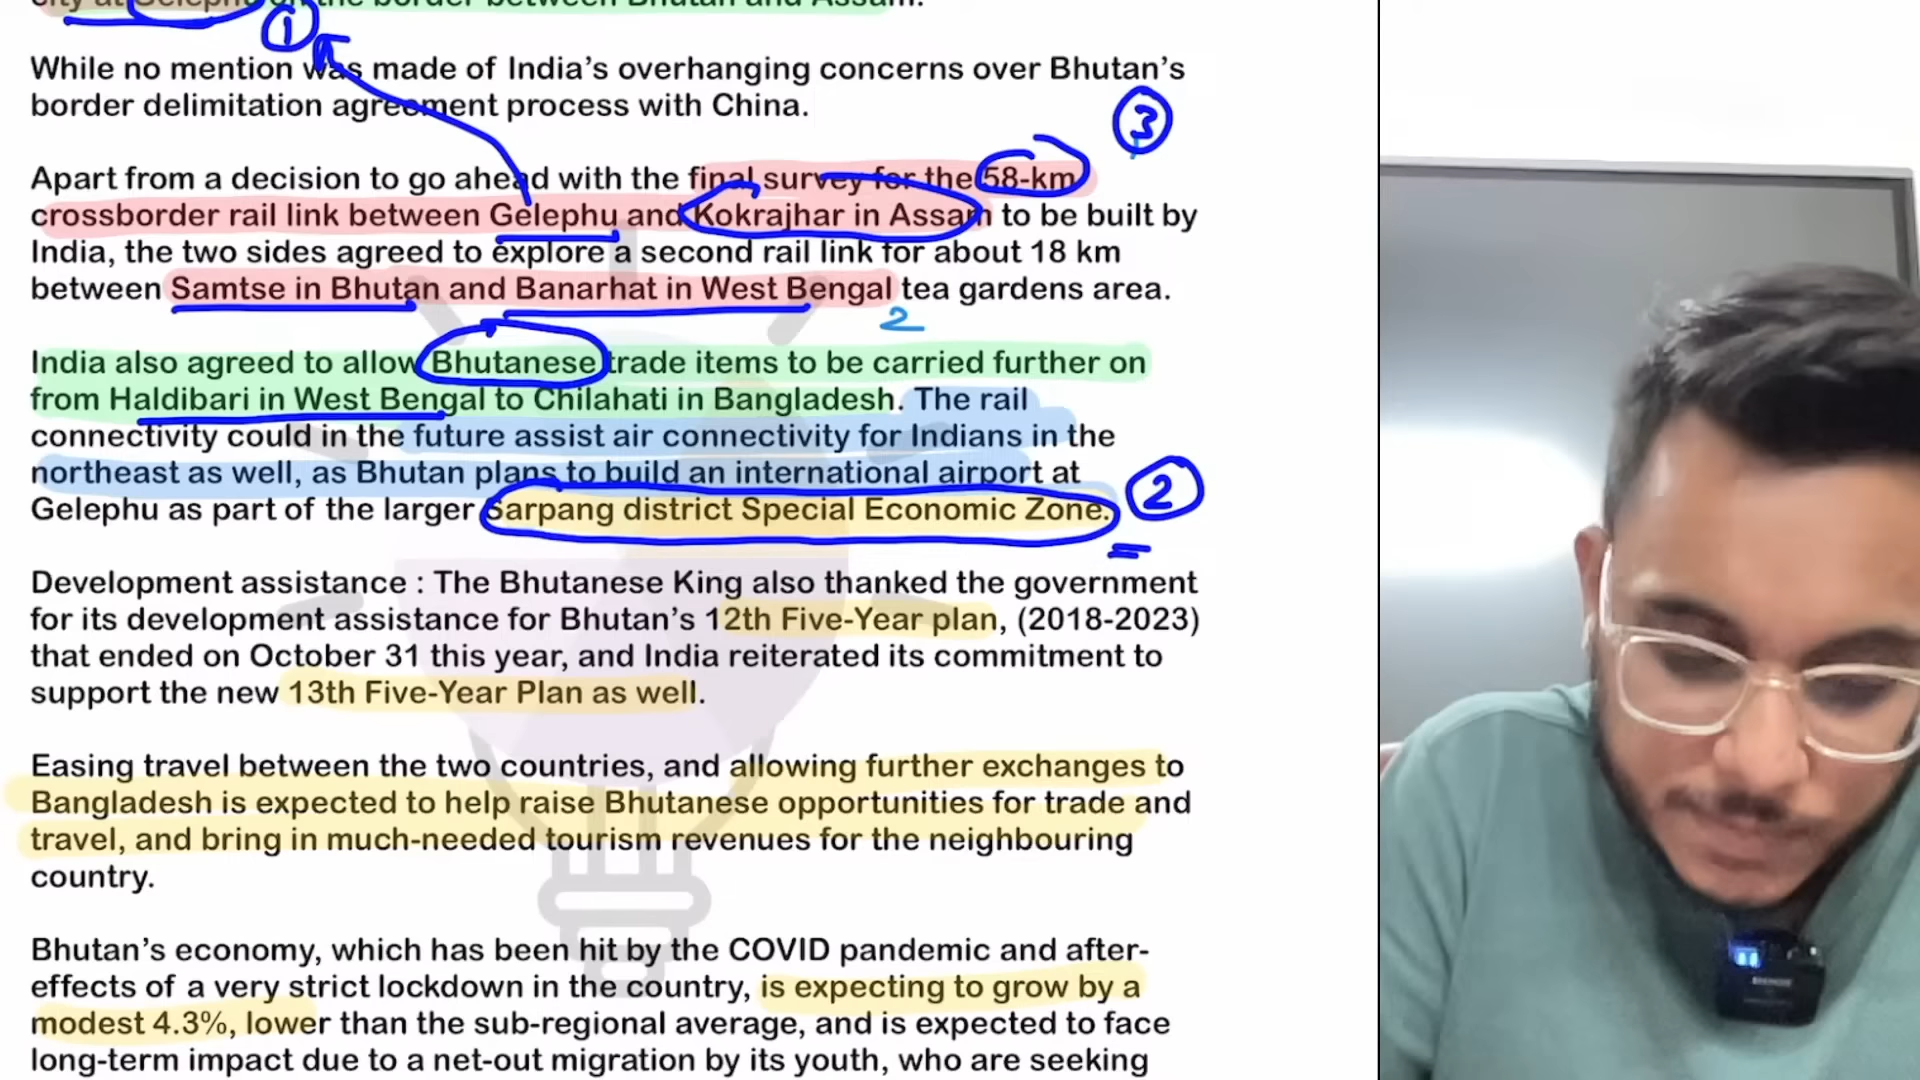 city at Gelephu on the border between Bhutan and Assam.
1
While no mention was made of India’s overhanging concerns over Bhutan’s
border delimitation agreement process with China.
3
Apart from a decision to go ahead with the final survey for the 58-km
crossborder rail link between Gelephu and Kokrajhar in Assam to be built by
India, the two sides agreed to explore a second rail link for about 18 km
between Samtse in Bhutan and Banarhat in West Bengal tea gardens area.
2
India also agreed to allow Bhutanese trade items to be carried further on
from Haldibari in West Bengal to Chilahati in Bangladesh. The rail
connectivity could in the future assist air connectivity for Indians in the
northeast as well, as Bhutan plans to build an international airport at
Gelephu as part of the larger Sarpang district Special Economic Zone.
2
Development assistance : The Bhutanese King also thanked the government
for its development assistance for Bhutan’s 12th Five-Year plan, (2018-2023)
that ended on October 31 this year, and India reiterated its commitment to
support the new 13th Five-Year Plan as well.
Easing travel between the two countries, and allowing further exchanges to
Bangladesh is expected to help raise Bhutanese opportunities for trade and
travel, and bring in much-needed tourism revenues for the neighbouring
country.
Bhutan’s economy, which has been hit by the COVID pandemic and after-
effects of a very strict lockdown in the country, is expecting to grow by a
modest 4.3%, lower than the sub-regional average, and is expected to face
long-term impact due to a net-out migration by its youth, who are seeking